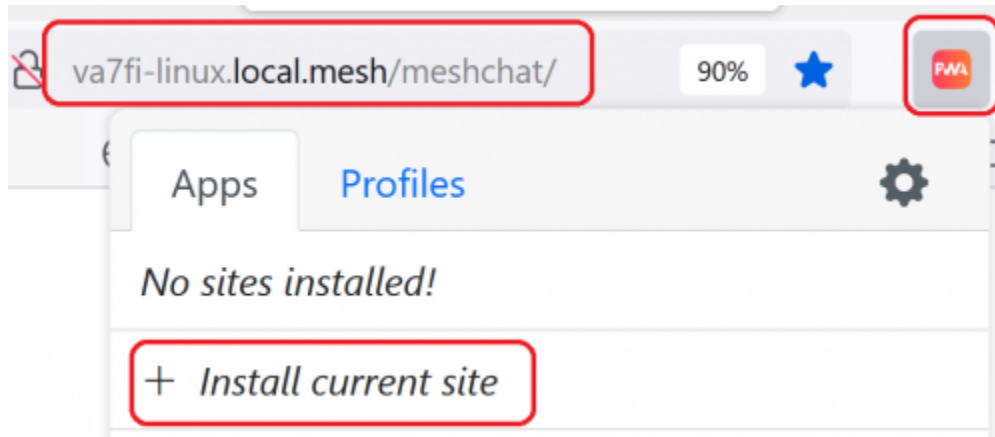 va7fi-linux.local.mesh/meshchat/ 90% PWA
Apps Profiles
No sites installed!
+ Install current site